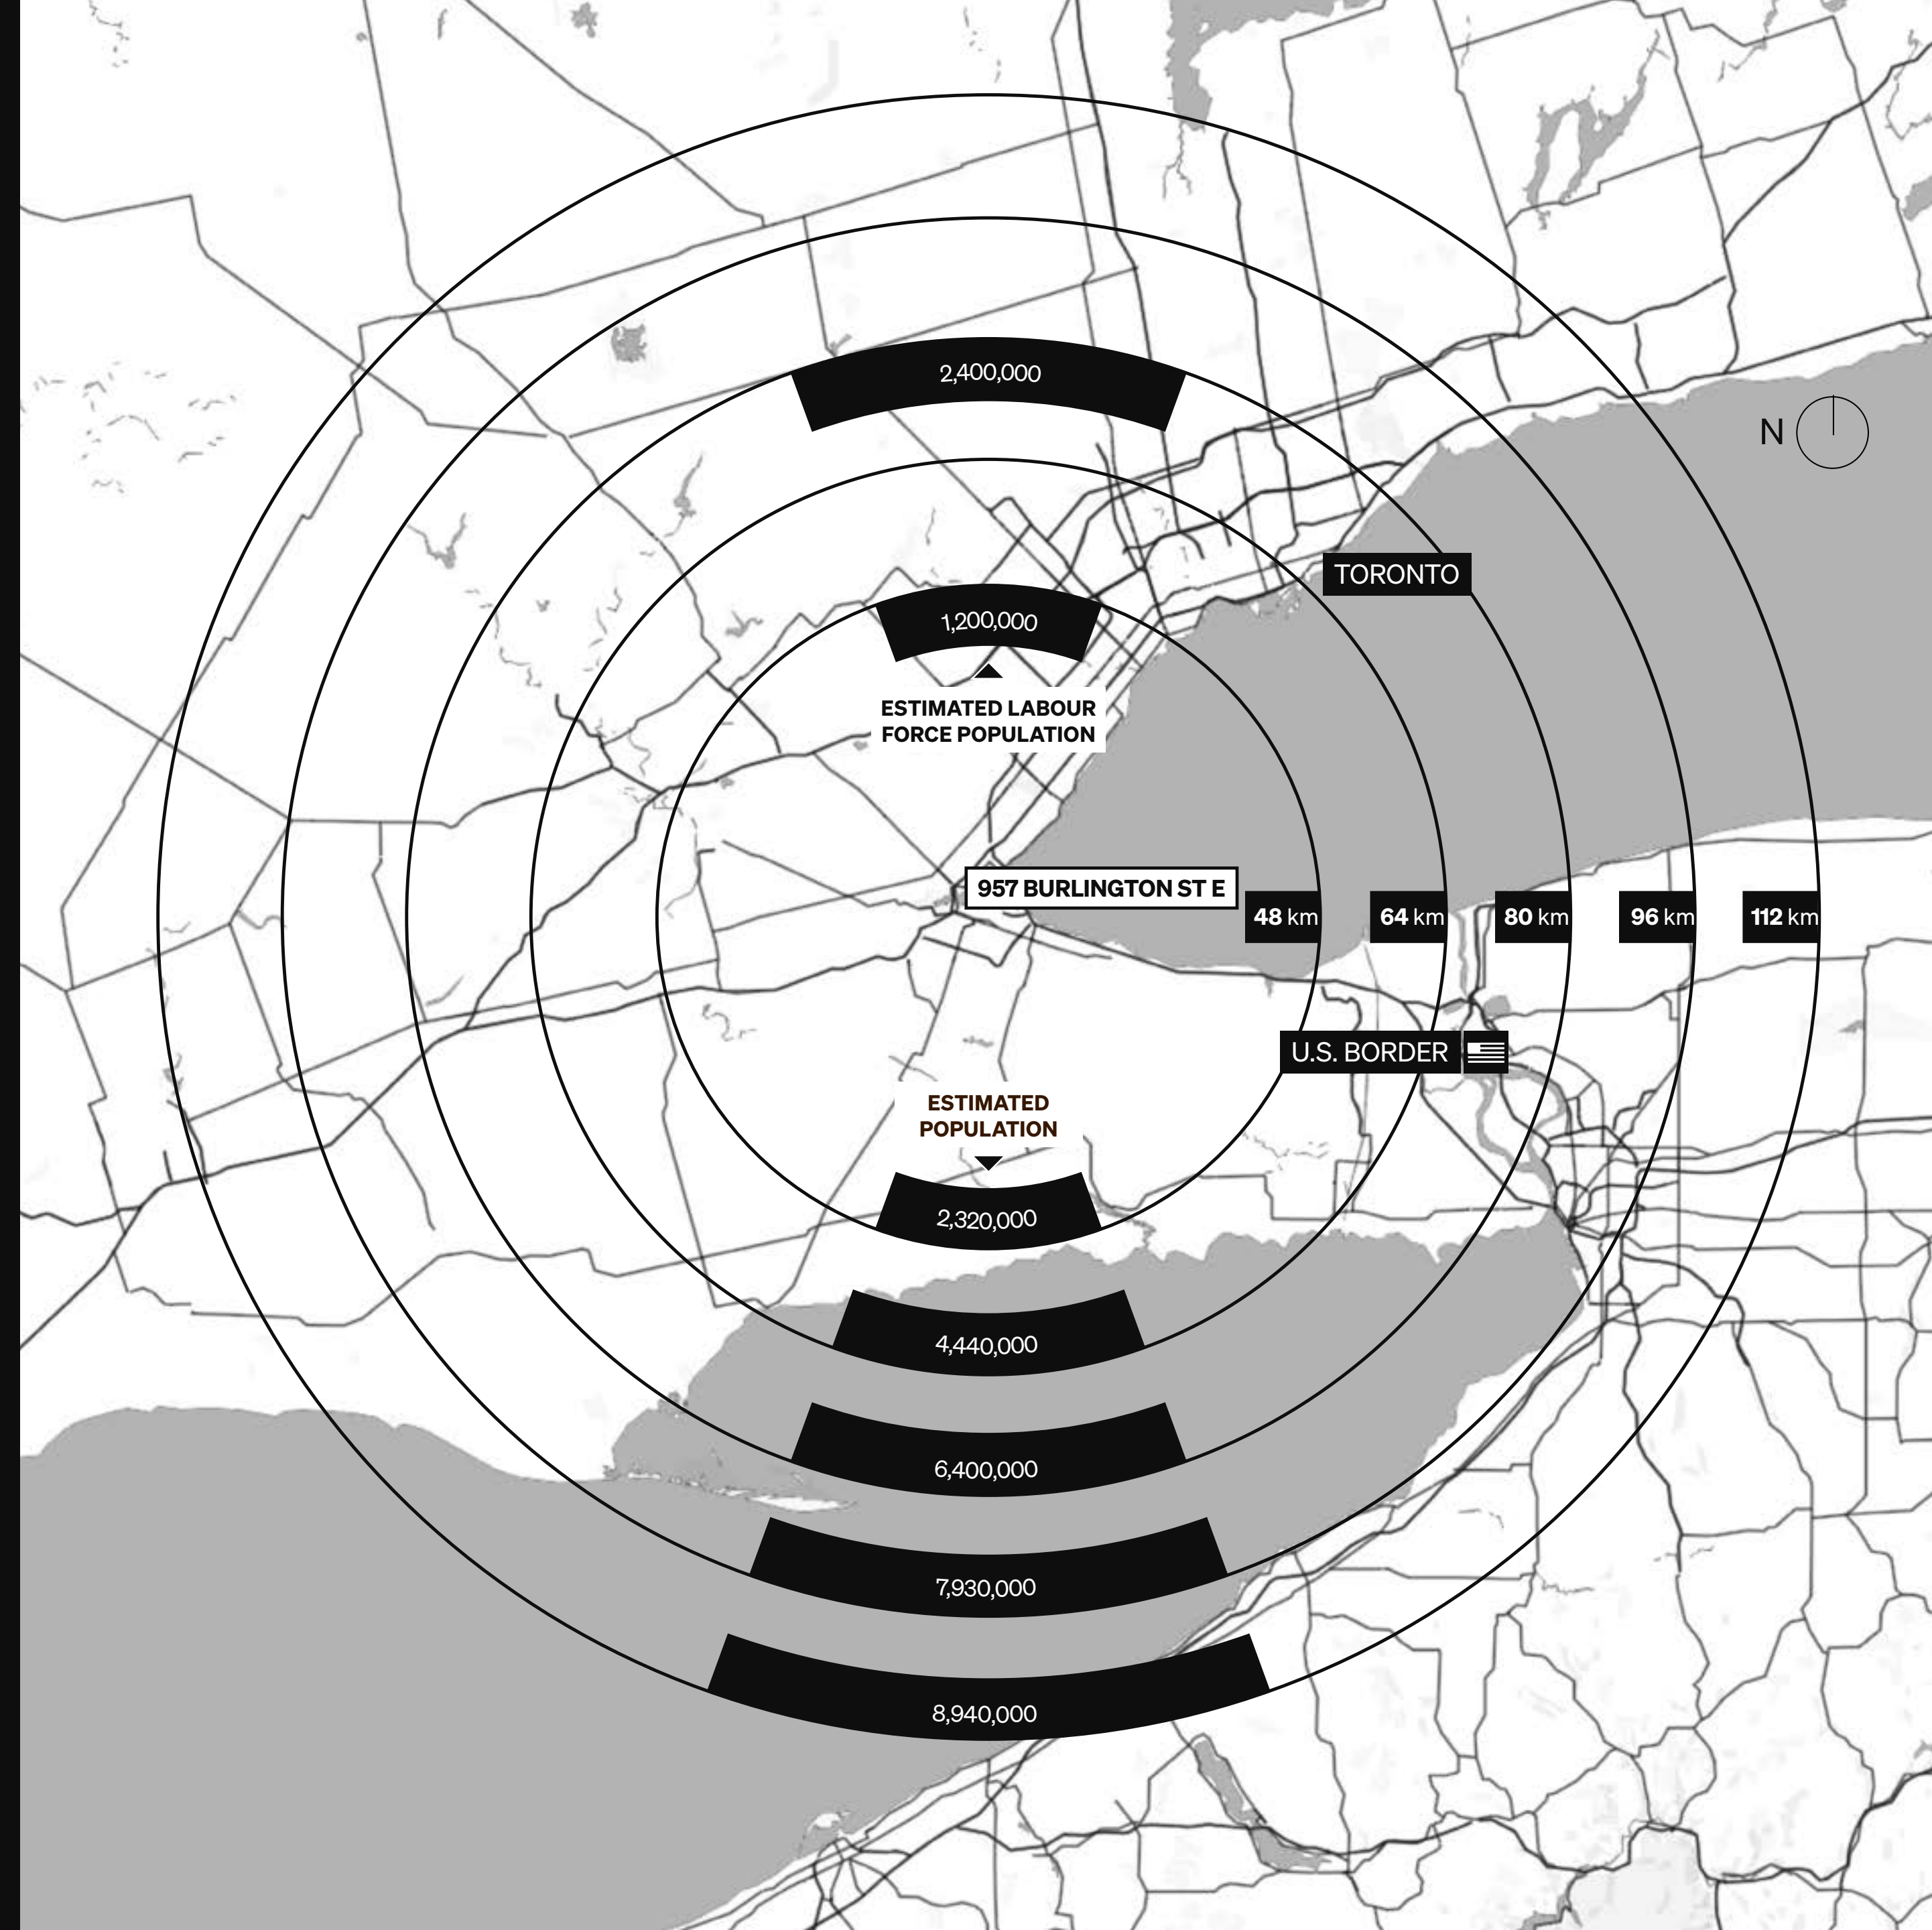 2,400,000
N
TORONTO
1,200,000
ESTIMATED LABOUR
FORCE POPULATION
957 BURLINGTON ST E
48 km
64 km
80 km
96 km
112 km
U.S. BORDER
ESTIMATED
POPULATION
2,320,000
4,440,000
6,400,000
7,930,000
8,940,000